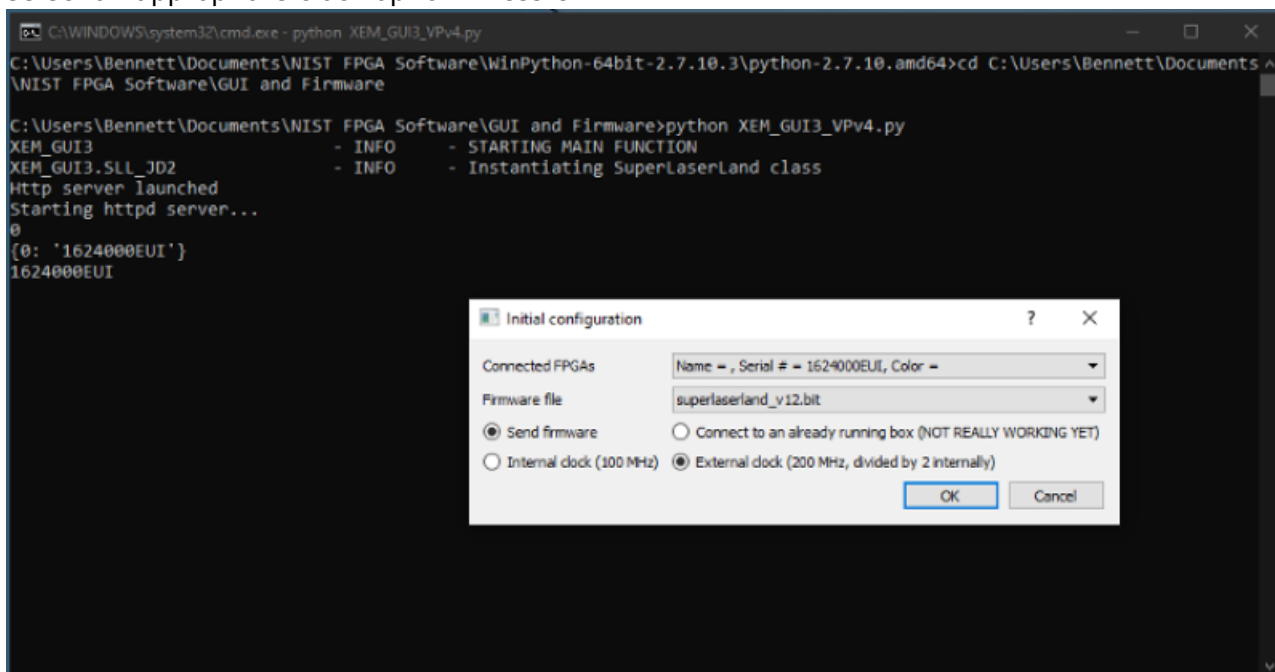 C:\WINDOWS\system32\cmd.exe - python XEM_GUI3_VPv4.py
C:\Users\Bennett\Documents\NIST FPGA Software\WinPython-64bit-2.7.10.3\python-2.7.10.amd64>cd C:\Users\Bennett\Documents
\NIST FPGA Software\GUI and Firmware
C:\Users\Bennett\Documents\NIST FPGA Software\GUI and Firmware>python XEM_GUI3_VPv4.py
XEM_GUI3 - INFO - STARTING MAIN FUNCTION
XEM_GUI3.SLL_JD2 - INFO - Instantiating SuperLaserLand class
Http server launched
Starting httpd server...
0
{0: '1624000EUI'}
1624000EUI
Initial configuration ? ×
Connected FPGAs Name = , Serial # = 1624000EUI, Color =
Firmware file superlaserland_v12.bit
Send firmware Connect to an already running box (NOT REALLY WORKING YET)
Internal clock (100 MHz) External clock (200 MHz, divided by 2 internally)
OK Cancel